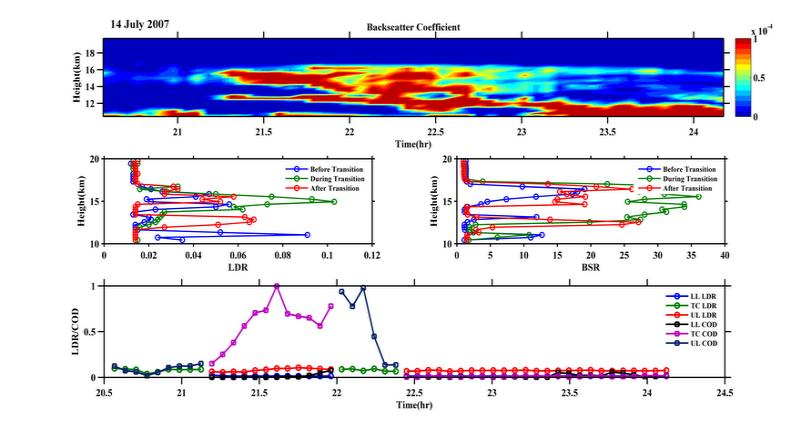 14 July 2007
Backscatter Coefficient
x 10⁻⁴
Height(km)
18
16
14
12
1
0.5
0
21
21.5
22
22.5
23
23.5
24
Time(hr)
20
15
10
Height(km)
Before Transition
During Transition
After Transition
0
0.02
0.04
0.06
0.08
0.1
0.12
LDR
20
15
10
Height(km)
Before Transition
During Transition
After Transition
0
5
10
15
20
25
30
35
40
BSR
1
0.5
0
LDR/COD
LL LDR
TC LDR
UL LDR
LL COD
TC COD
UL COD
20.5
21
21.5
22
22.5
23
23.5
24
24.5
Time(hr)